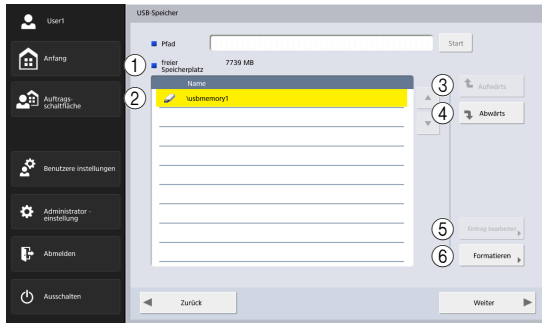 User1
USB-Speicher
Pfad
Start
Anfang
1
freier
Speicherplatz
7739 MB
Name
2
\usbmemory1
3
Aufwärts
4
Abwärts
Auftrags-
schaltfläche
Benutzere instellungen
Administrator -
einstellung
5
Eintrag bearbeiten
Abmelden
6
Formatieren
Ausschalten
Zurück
Weiter